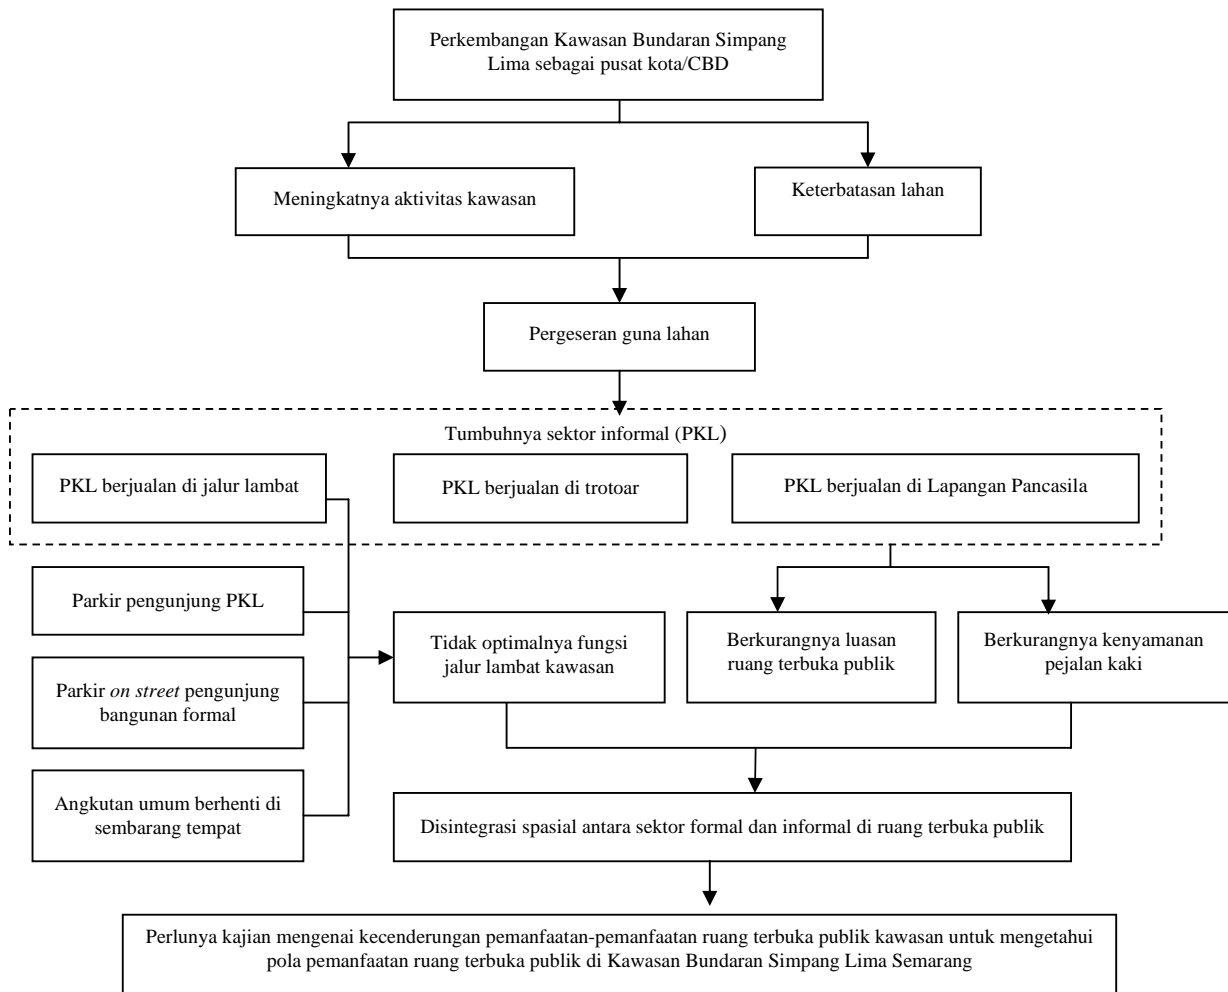 Perkembangan Kawasan Bundaran Simpang
Lima sebagai pusat kota/CBD
Meningkatnya aktivitas kawasan
Keterbatasan lahan
Pergeseran guna lahan
Tumbuhnya sektor informal (PKL)
PKL berjualan di jalur lambat
PKL berjualan di trotoar
PKL berjualan di Lapangan Pancasila
Parkir pengunjung PKL
Parkir on street pengunjung
bangunan formal
Angkutan umum berhenti di
sembarang tempat
Tidak optimalnya fungsi
jalur lambat kawasan
Berkurangnya luasan
ruang terbuka publik
Berkurangnya kenyamanan
pejalan kaki
Disintegrasi spasial antara sektor formal dan informal di ruang terbuka publik
Perlunya kajian mengenai kecenderungan pemanfaatan-pemanfaatan ruang terbuka publik kawasan untuk mengetahui
pola pemanfaatan ruang terbuka publik di Kawasan Bundaran Simpang Lima Semarang